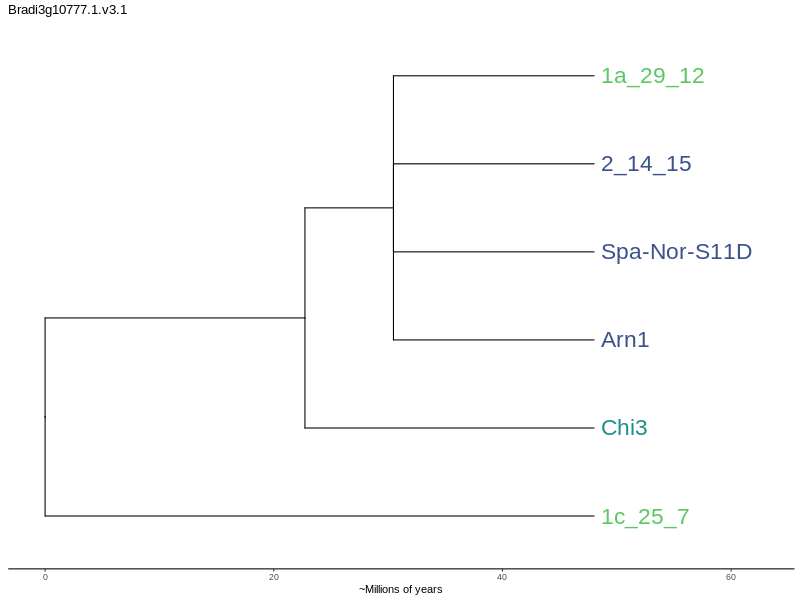 Bradi3g10777.1.v3.1
1a_29_12
2_14_15
Spa-Nor-S11D
Arn1
Chi3
1c_25_7
0 20 40 60
~Millions of years